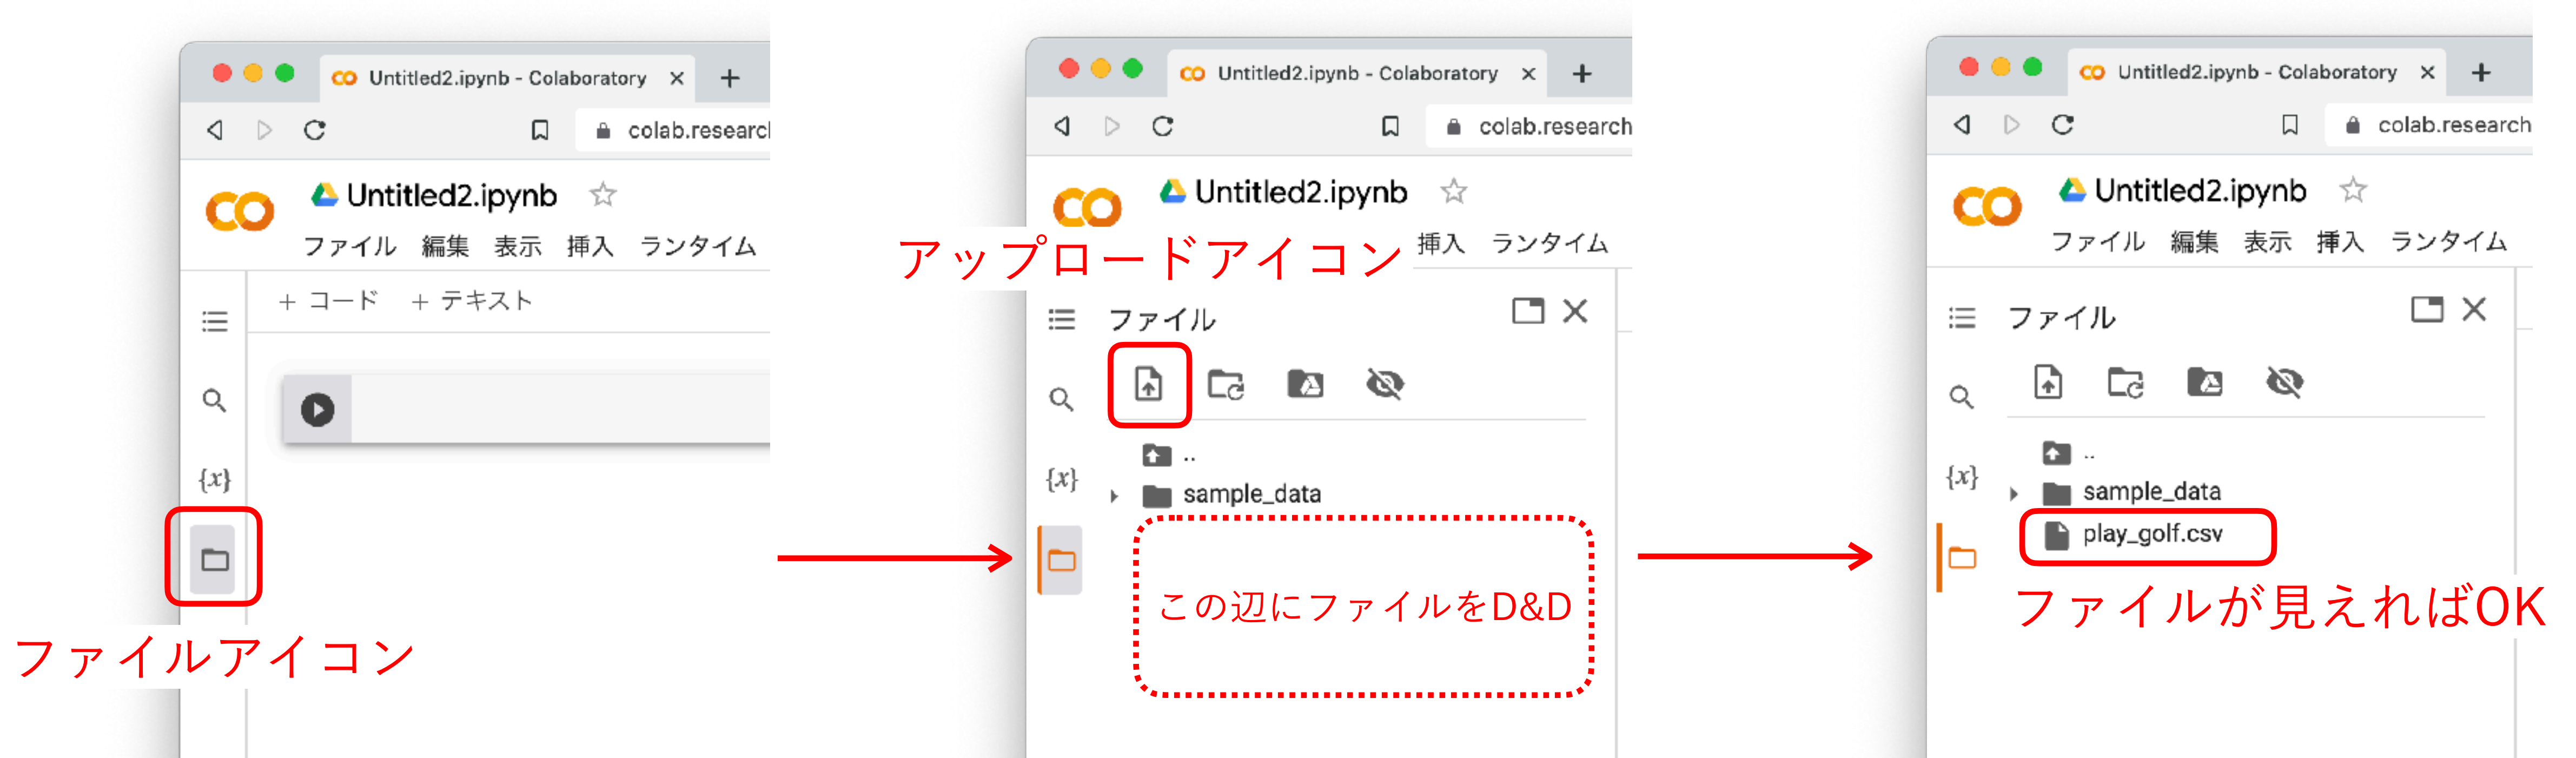 Untitled2.ipynb - Colaboratory
colab.researcl
Untitled2.ipynb
ファイル 編集 表示 挿入 ランタイム
+ コード + テキスト
{x}
ファイルアイコン
Untitled2.ipynb - Colaboratory
colab.research
Untitled2.ipynb
アップロードアイコン 挿入 ランタイム
ファイル
..
{x}
sample_data
この辺にファイルをD&D
Untitled2.ipynb - Colaboratory
colab.research
Untitled2.ipynb
ファイル 編集 表示 挿入 ランタイム
ファイル
..
{x}
sample_data
play_golf.csv
ファイルが見えればOK